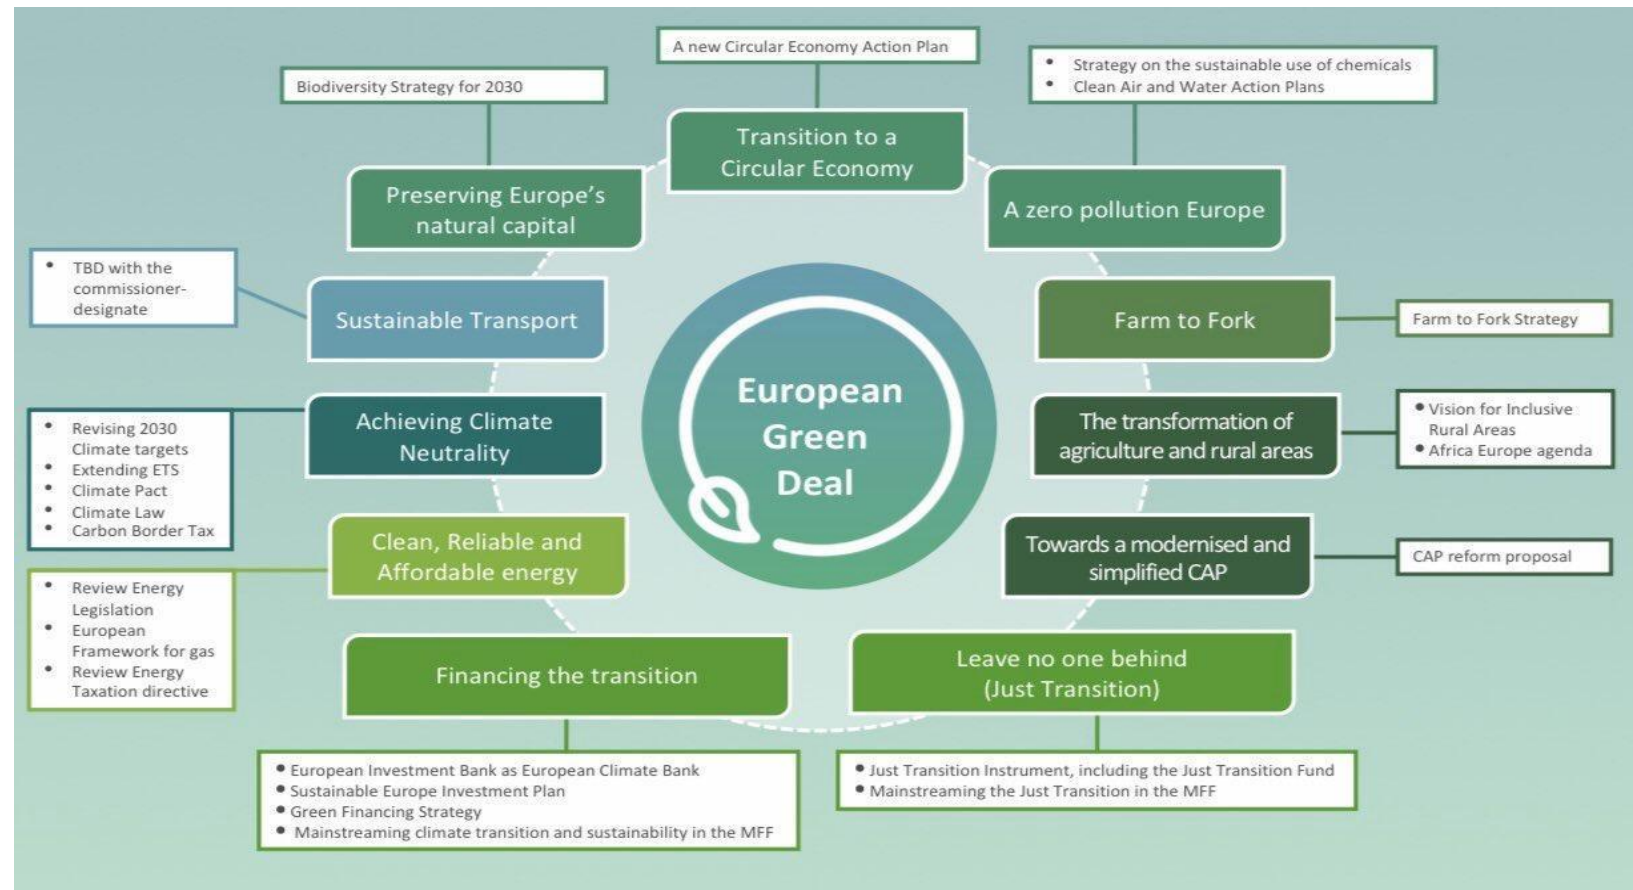 A new Circular Economy Action Plan
Biodiversity Strategy for 2030
• Strategy on the sustainable use of chemicals
• Clean Air and Water Action Plans
Transition to a
Circular Economy
Preserving Europe's
natural capital
A zero pollution Europe
• TBD with the
commissioner-
designate
Sustainable Transport
Farm to Fork
Farm to Fork Strategy
European
Green
Deal
• Revising 2030
Climate targets
• Extending ETS
• Climate Pact
• Climate Law
• Carbon Border Tax
Achieving Climate
Neutrality
The transformation of
agriculture and rural areas
• Vision for Inclusive
Rural Areas
• Africa Europe agenda
Clean, Reliable and
Affordable energy
Towards a modernised and
simplified CAP
CAP reform proposal
• Review Energy
Legislation
• European
Framework for gas
• Review Energy
Taxation directive
Financing the transition
Leave no one behind
(Just Transition)
• European Investment Bank as European Climate Bank
• Sustainable Europe Investment Plan
• Green Financing Strategy
• Mainstreaming climate transition and sustainability in the MFF
• Just Transition Instrument, including the Just Transition Fund
• Mainstreaming the Just Transition in the MFF